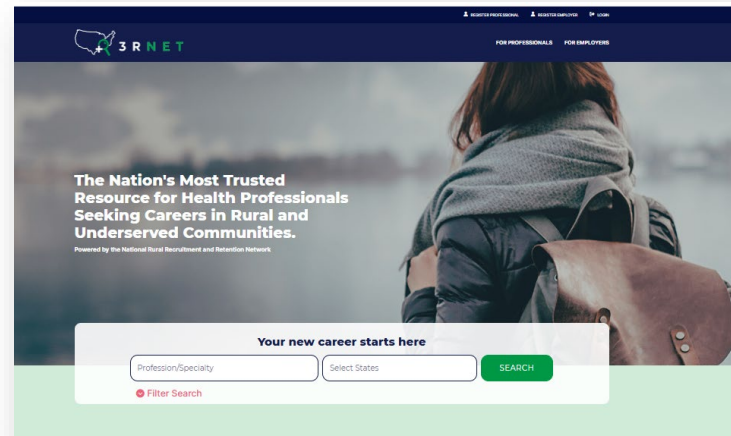 REGISTER PROFESSIONAL REGISTER EMPLOYER LOGIN
3RNET
FOR PROFESSIONALS FOR EMPLOYERS
The Nation's Most Trusted
Resource for Health Professionals
Seeking Careers in Rural and
Underserved Communities.
Powered by the National Rural Recruitment and Retention Network
Your new career starts here
Profession/Specialty Select States SEARCH
Filter Search